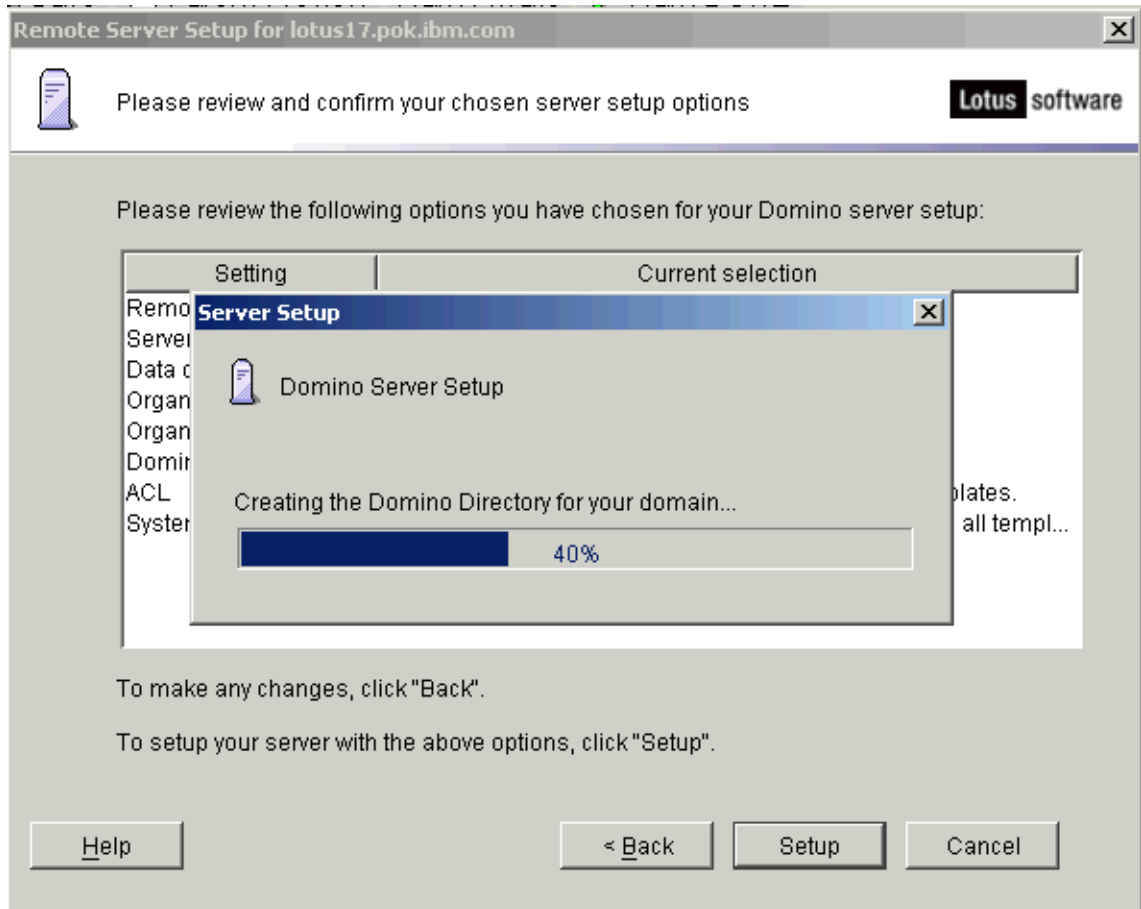 Remote Server Setup for lotus17.pok.ibm.com
Please review and confirm your chosen server setup options
Lotus software
Please review the following options you have chosen for your Domino server setup:
Setting Current selection
Server Setup
Domino Server Setup
ACL
Creating the Domino Directory for your domain...
all templ...
40%
To make any changes, click "Back".
To setup your server with the above options, click "Setup".
Help < Back Setup Cancel